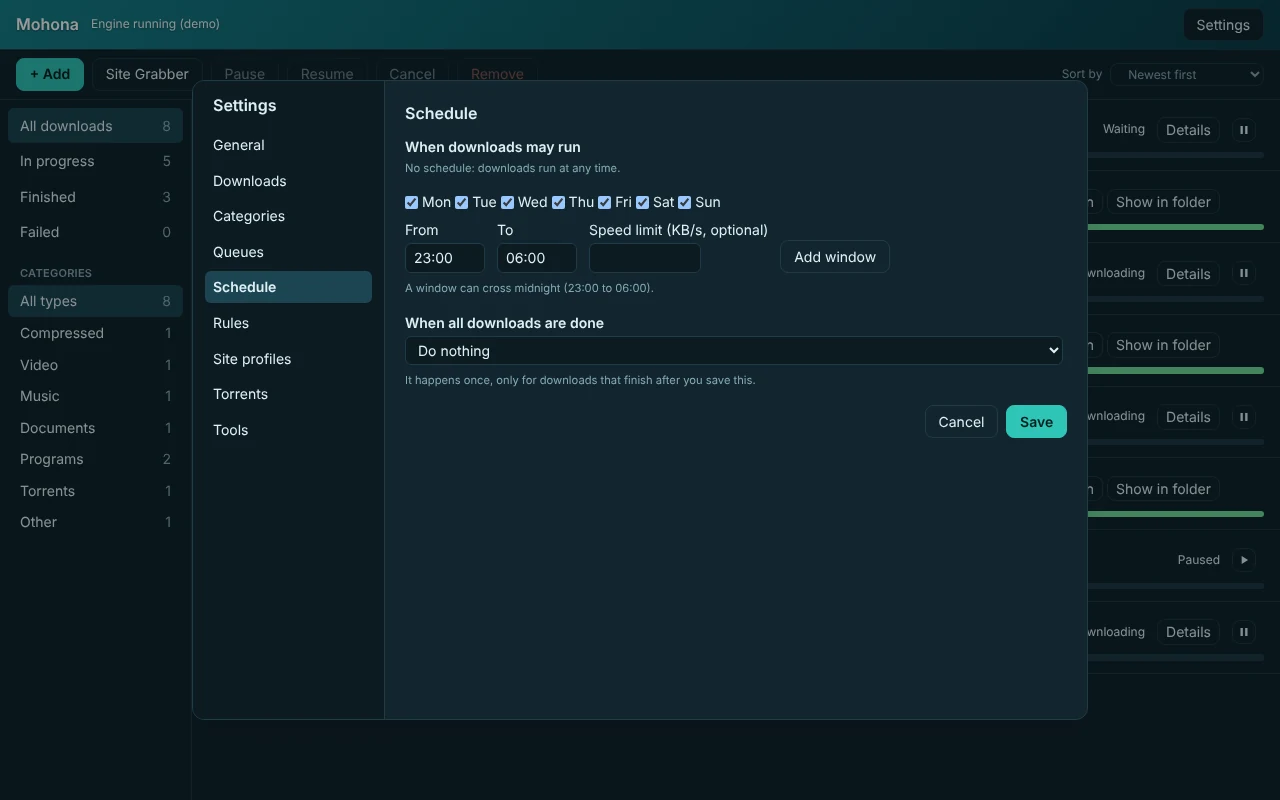 Mohona Engine running (demo) Settings
+ Add Site Grabber Pause Resume Cancel Remove Sort by Newest first
All downloads 8
In progress 5
Finished 3
Failed 0
CATEGORIES
All types 8
Compressed 1
Video 1
Music 1
Documents 1
Programs 2
Torrents 1
Other 1
Settings
General
Downloads
Categories
Queues
Schedule
Rules
Site profiles
Torrents
Tools
Schedule
When downloads may run
No schedule: downloads run at any time.
Mon Tue Wed Thu Fri Sat Sun
From To Speed limit (KB/s, optional)
23:00 06:00 Add window
A window can cross midnight (23:00 to 06:00).
When all downloads are done
Do nothing
It happens once, only for downloads that finish after you save this.
Cancel Save
Waiting Details
n Show in folder
wnloading Details
n Show in folder
wnloading Details
n Show in folder
Paused
wnloading Details